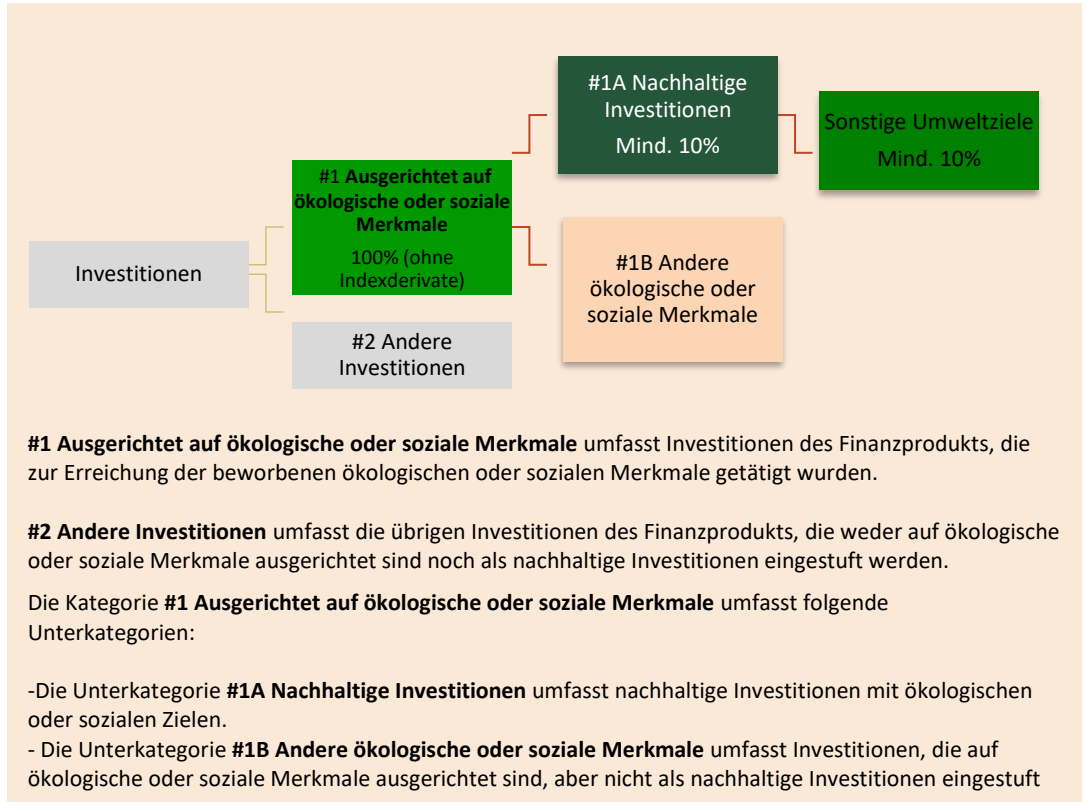 #1A Nachhaltige
Investitionen
Mind. 10%
Sonstige Umweltziele
Mind. 10%
#1 Ausgerichtet auf
ökologische oder soziale
Merkmale
100% (ohne
Indexderivate)
Investitionen
#1B Andere
ökologische oder
soziale Merkmale
#2 Andere
Investitionen
#1 Ausgerichtet auf ökologische oder soziale Merkmale umfasst Investitionen des Finanzprodukts, die
zur Erreichung der beworbenen ökologischen oder sozialen Merkmale getätigt wurden.
#2 Andere Investitionen umfasst die übrigen Investitionen des Finanzprodukts, die weder auf ökologische
oder soziale Merkmale ausgerichtet sind noch als nachhaltige Investitionen eingestuft werden.
Die Kategorie #1 Ausgerichtet auf ökologische oder soziale Merkmale umfasst folgende
Unterkategorien:
-Die Unterkategorie #1A Nachhaltige Investitionen umfasst nachhaltige Investitionen mit ökologischen
oder sozialen Zielen.
- Die Unterkategorie #1B Andere ökologische oder soziale Merkmale umfasst Investitionen, die auf
ökologische oder soziale Merkmale ausgerichtet sind, aber nicht als nachhaltige Investitionen eingestuft